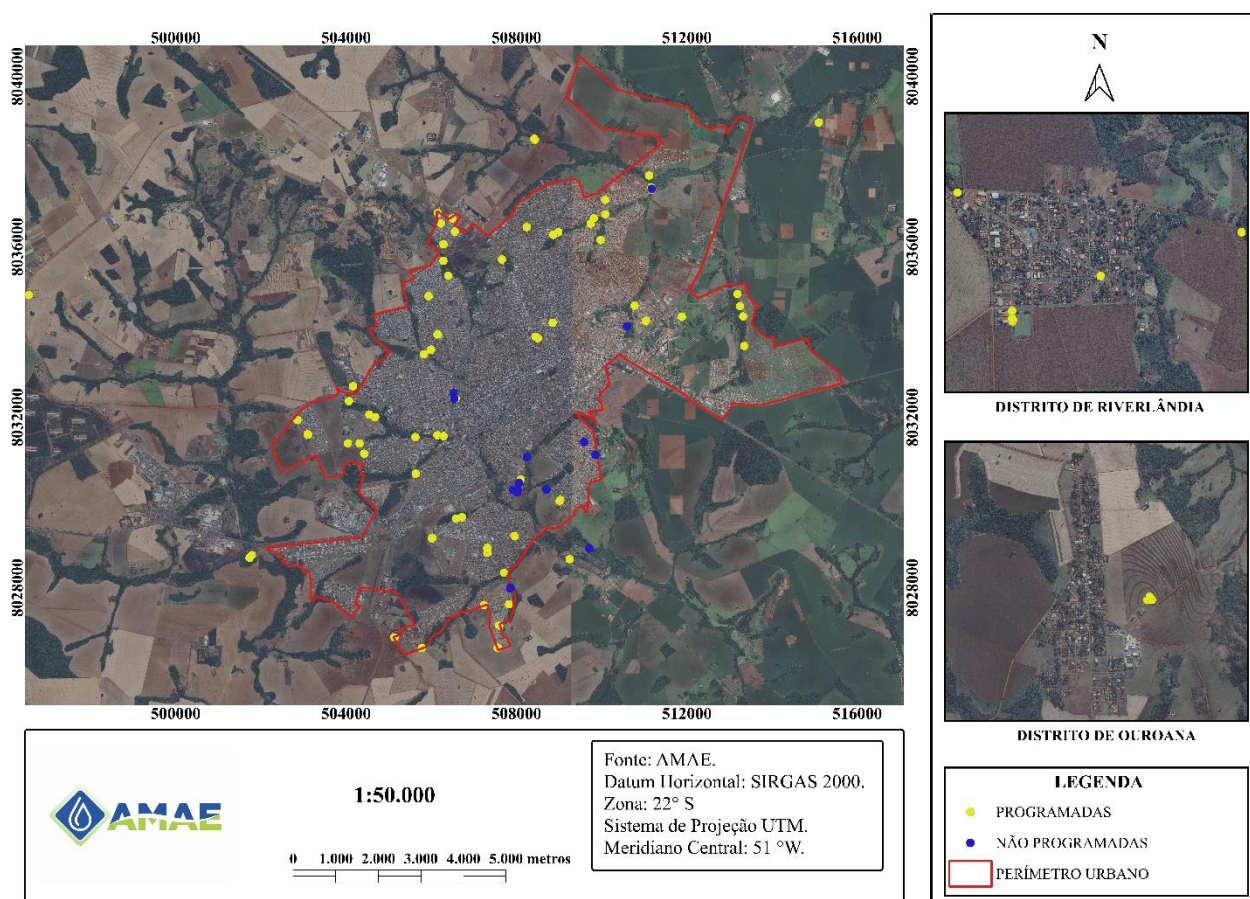 500000 504000 508000 512000 516000
8040000
8036000
8032000
8028000
8040000
8036000
8032000
8028000
500000 504000 508000 512000 516000
N
DISTRITO DE RIVERLÂNDIA
DISTRITO DE OUROANA
AMAE
1:50.000
0 1.000 2.000 3.000 4.000 5.000 metros
Fonte: AMAE.
Datum Horizontal: SIRGAS 2000.
Zona: 22° S
Sistema de Projeção UTM.
Meridiano Central: 51 °W.
LEGENDA
PROGRAMADAS
NÃO PROGRAMADAS
PERÍMETRO URBANO